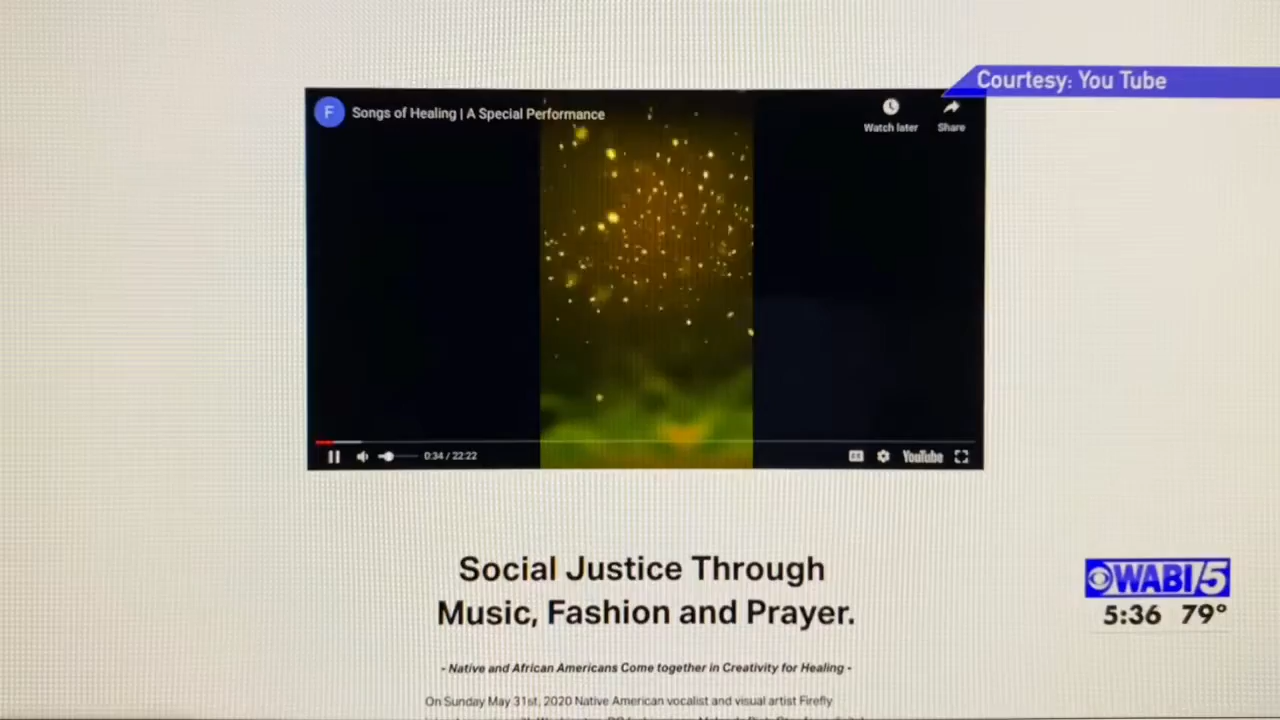 Courtesy: You Tube
F
Songs of Healing | A Special Performance
Watch later
Share
0:34 / 22:22
CC
YouTube
Social Justice Through
Music, Fashion and Prayer.
WABI 5
5:36 79°
- Native and African Americans Come together in Creativity for Healing -
On Sunday May 31st, 2020 Native American vocalist and visual artist Firefly